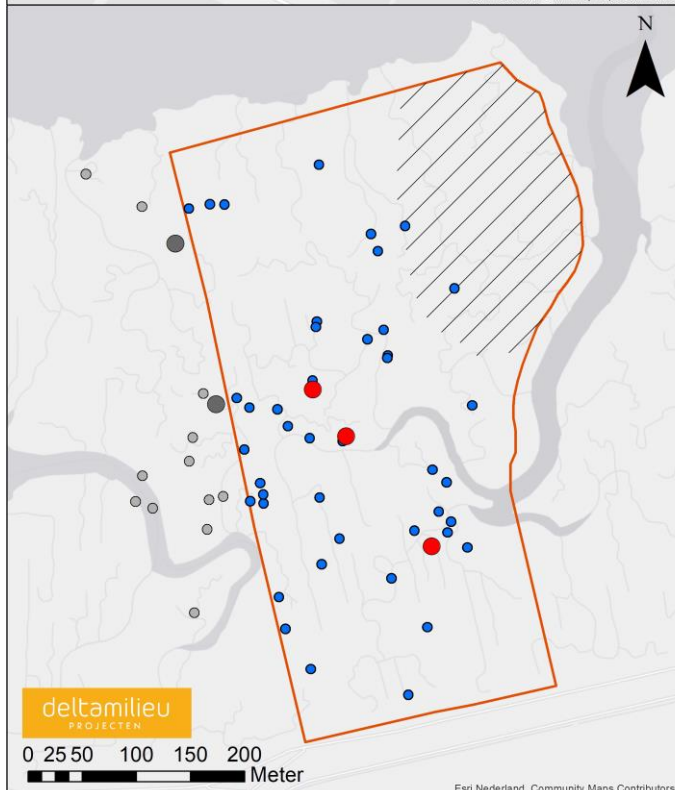 N
deltamilieu
PROJECTEN
0 25 50 100 150 200
Meter
Esri Nederland, Community Maps Contributors